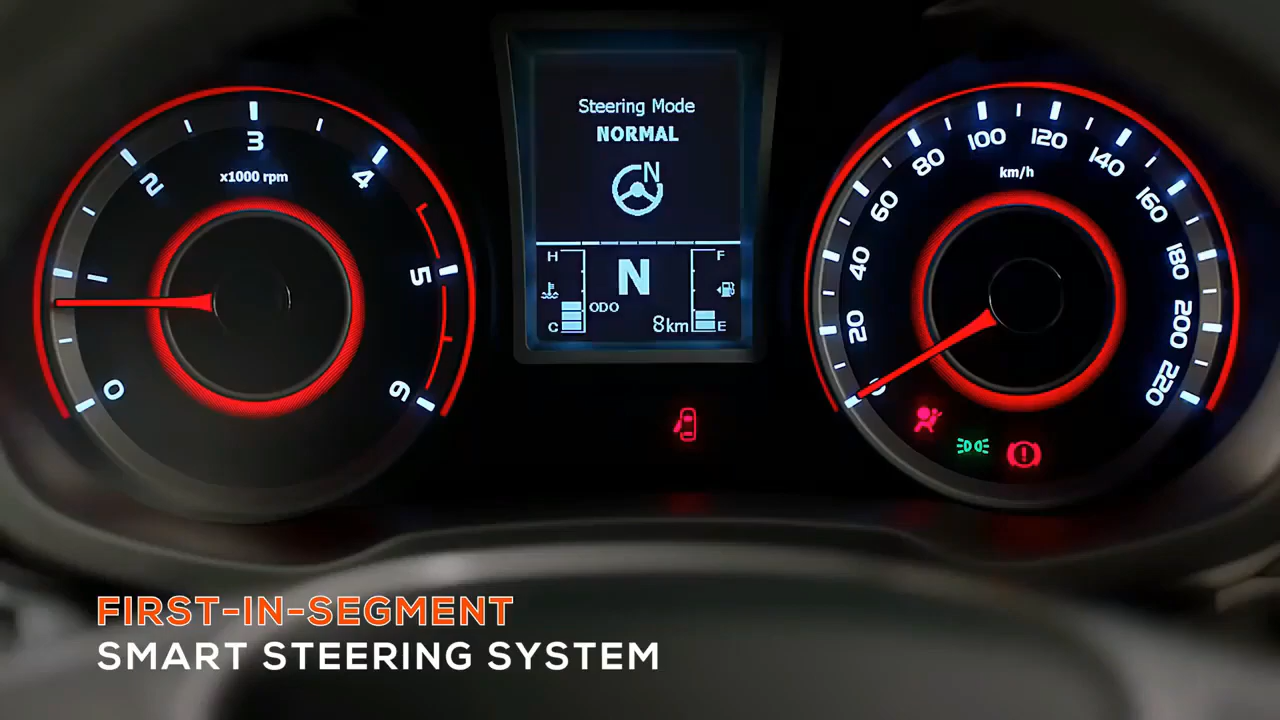 0
2
3
4
5
6
x1000 rpm
Steering Mode
NORMAL
N
H
C
N
ODO
8km
F
E
0
20
40
60
80
100
120
140
160
180
200
220
km/h
FIRST-IN-SEGMENT
SMART STEERING SYSTEM